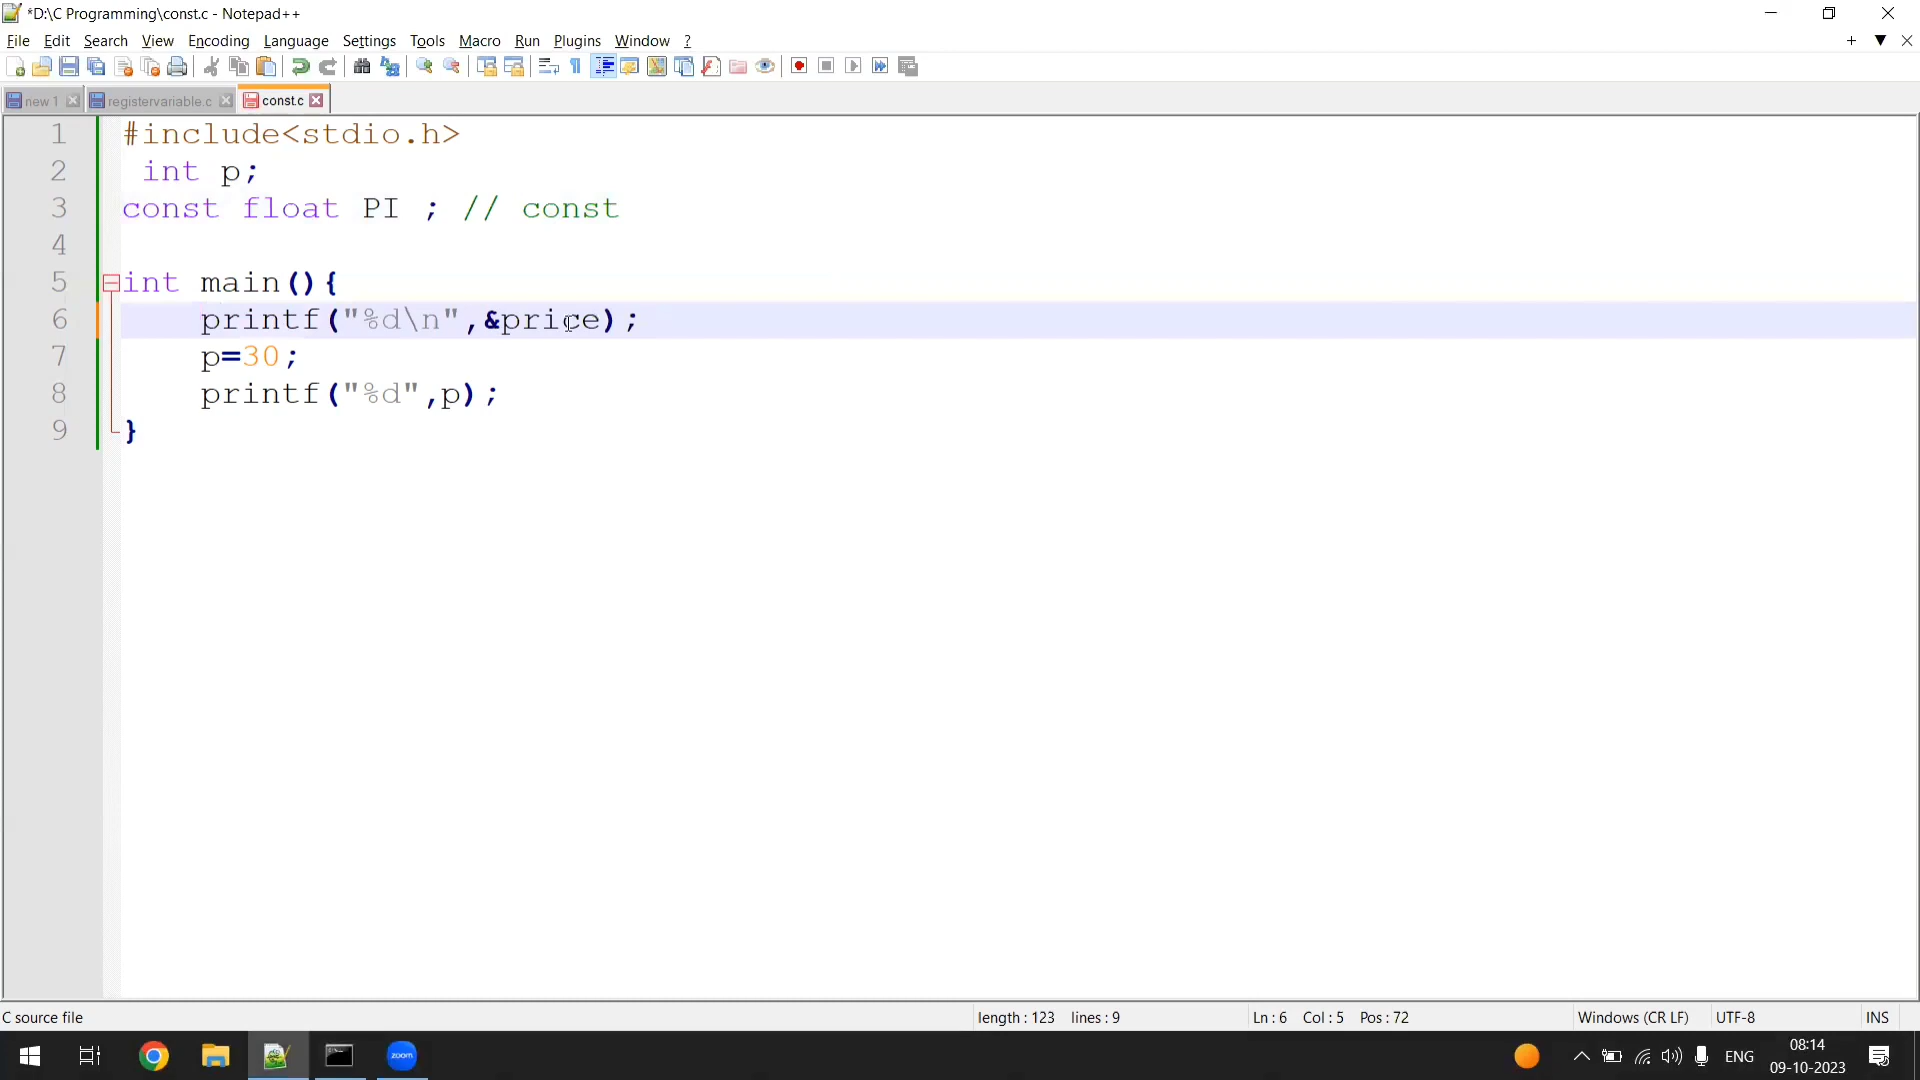 *D:\C Programming\const.c - Notepad++
File Edit Search View Encoding Language Settings Tools Macro Run Plugins Window ?
new 1 registervariable.c const.c
1 #include<stdio.h>
2 int p;
3 const float PI ; // const
4
5 int main(){
6 printf("%d\n",&price);
7 p=30;
8 printf("%d",p);
9 }
C source file length : 123 lines : 9 Ln : 6 Col : 5 Pos : 72 Windows (CR LF) UTF-8 INS
zoom ENG 08:14
09-10-2023